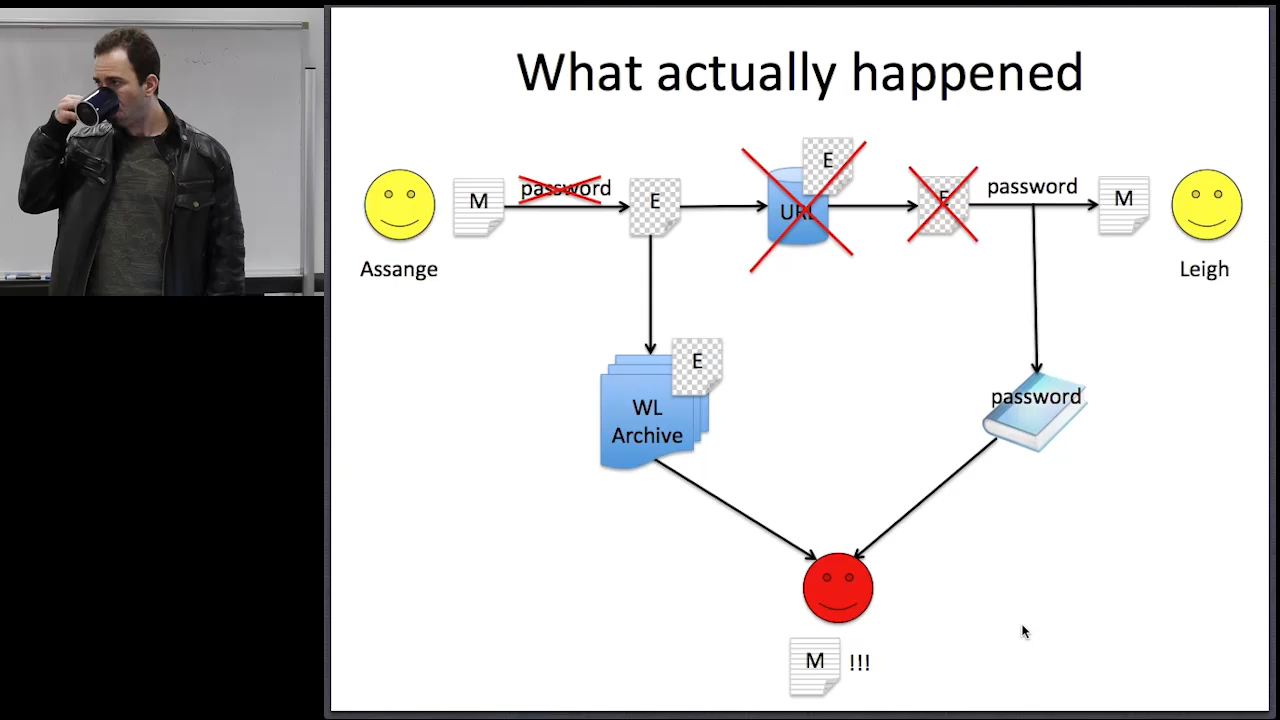 What actually happened
E
M
password
E
URL
E
password
M
Assange
Leigh
E
WL
Archive
password
M
!!!